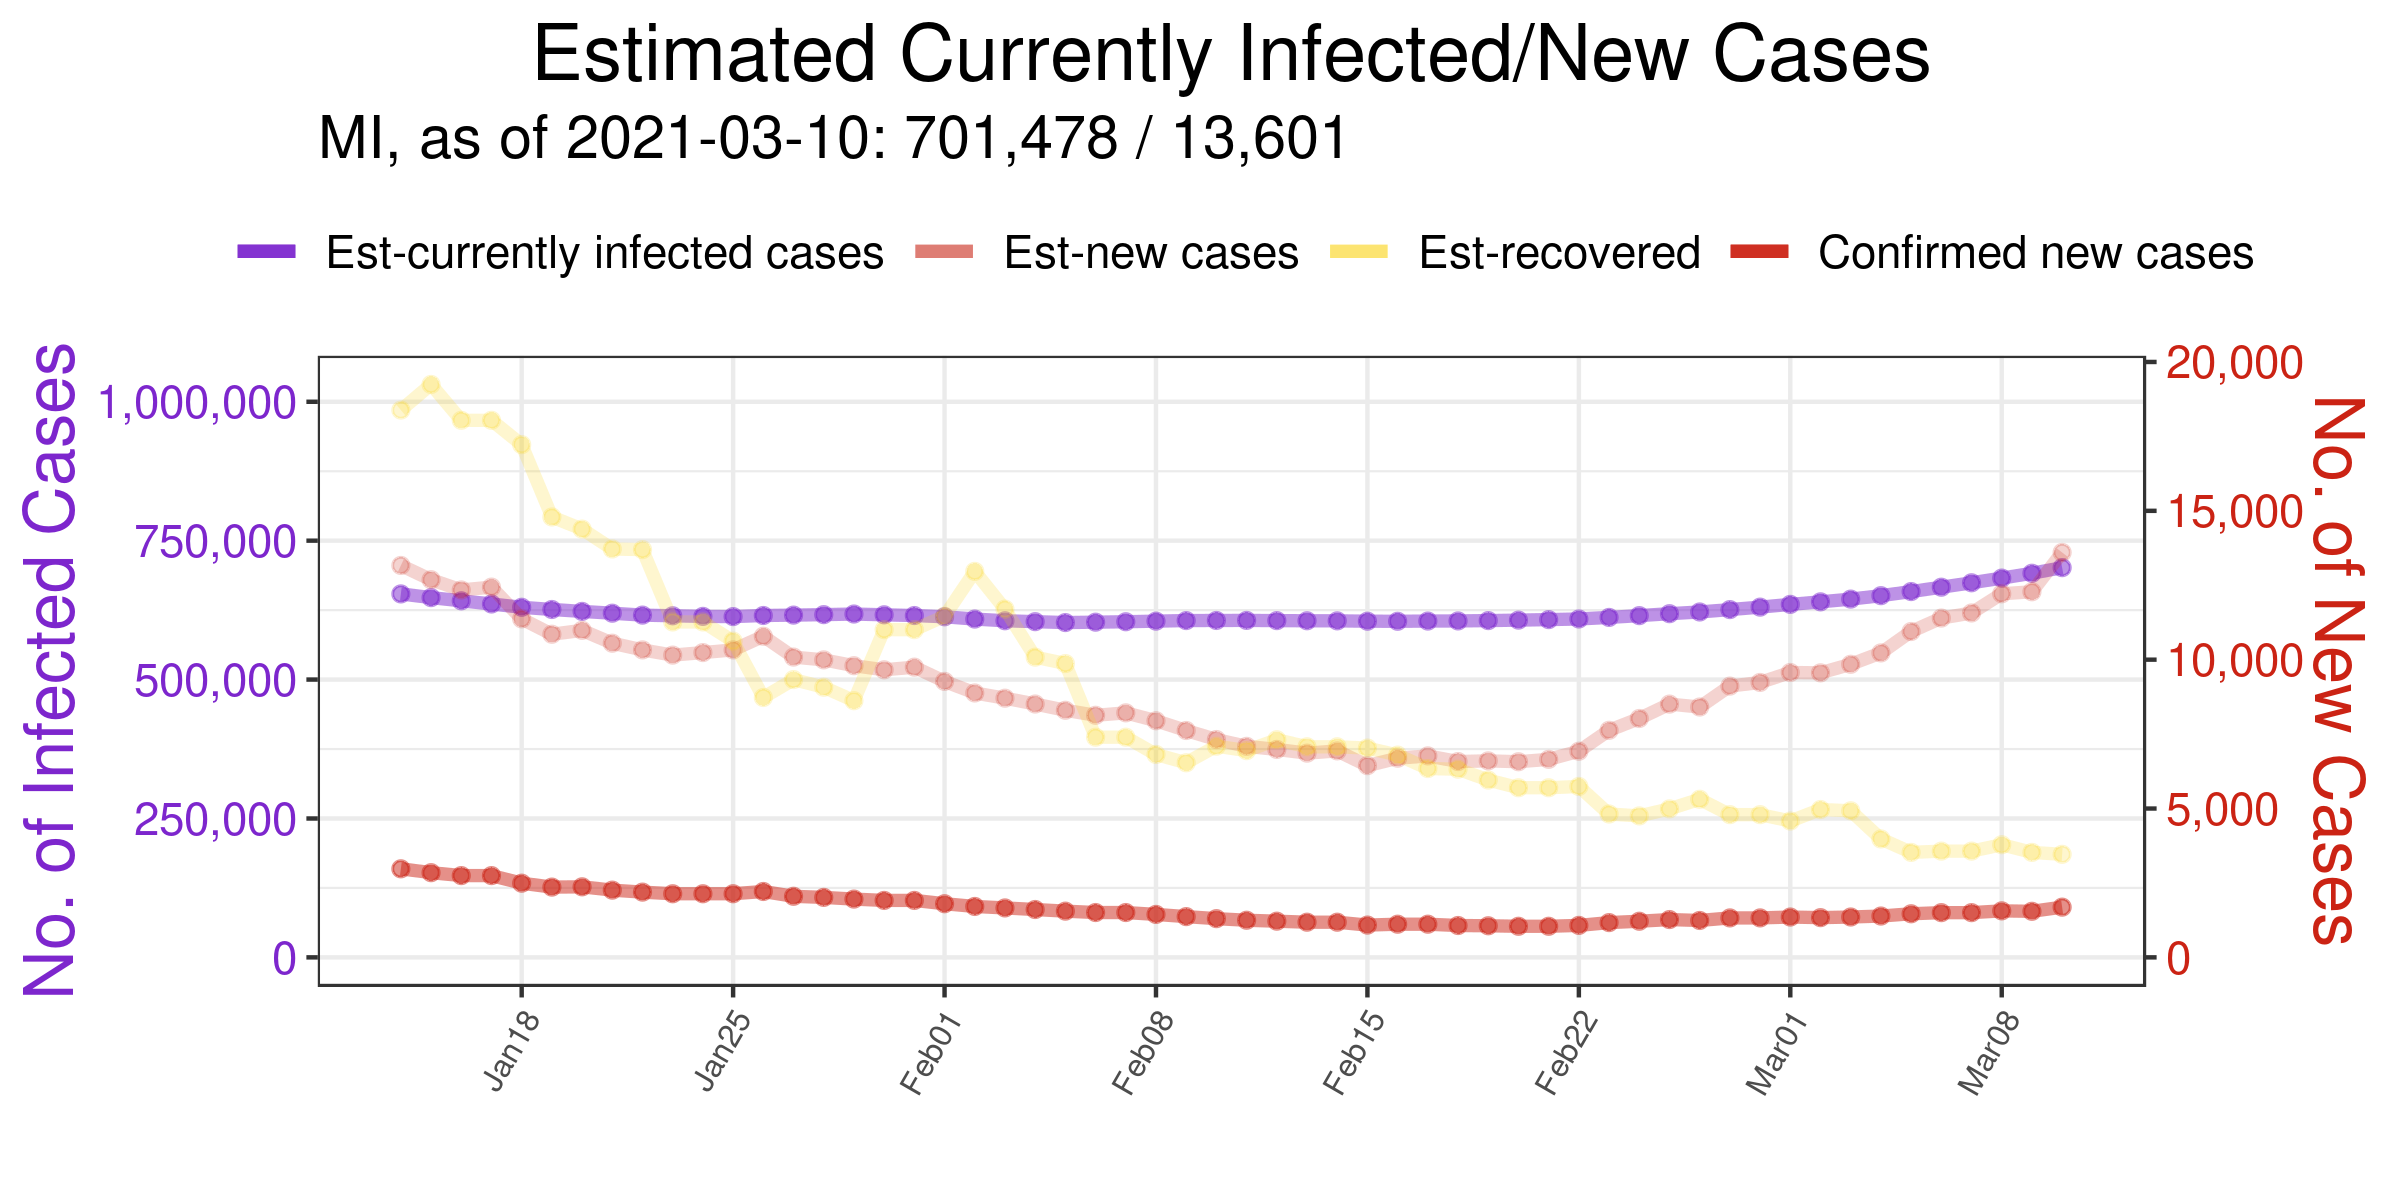 Estimated Currently Infected/New Cases
MI, as of 2021-03-10: 701,478 / 13,601
Est-currently infected cases Est-new cases Est-recovered Confirmed new cases
No. of Infected Cases
1,000,000
750,000
500,000
250,000
0
20,000
15,000
10,000
5,000
0
No. of New Cases
Jan18 Jan25 Feb01 Feb08 Feb15 Feb22 Mar01 Mar08